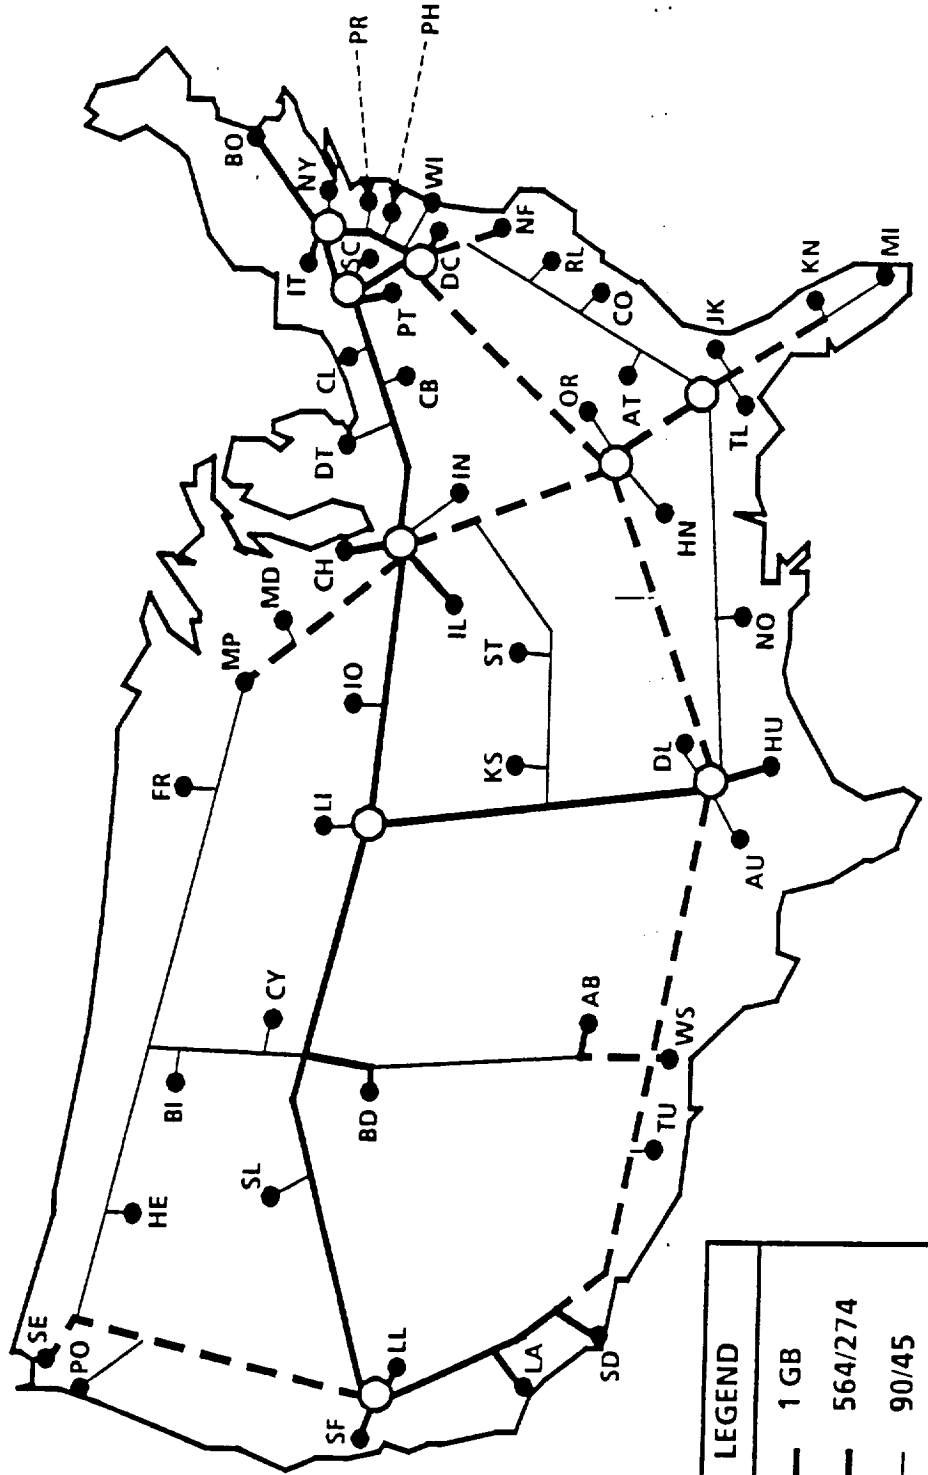 SE
PO
HE
BI
CY
FR
MP
MD
CH
DT
CL
IT
BO
NY
PR
PH
SC
PT
CB
IN
IL
IO
LI
SL
BD
SF
LL
LA
SD
TU
WS
AB
KS
ST
DL
AU
HU
NO
HN
OR
AT
CO
RL
DC
WI
NF
JK
TL
KN
MI
LEGEND
1 GB
564/274
90/45